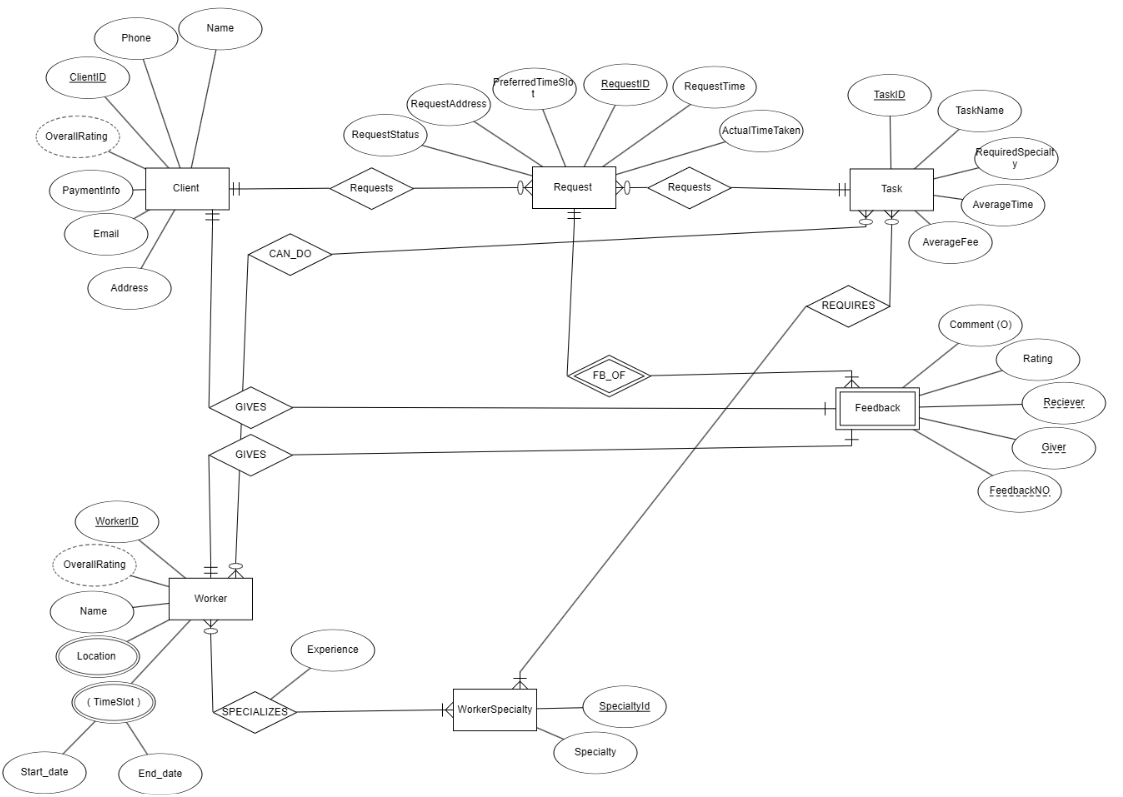 Name
Phone
ClientID
OverallRating
PaymentInfo
Email
Address
Client
Requests
RequestStatus
RequestAddress
PreferredTimeSlo
t
RequestID
RequestTime
ActualTimeTaken
Request
Requests
TaskID
TaskName
RequiredSpecialt
y
AverageTime
AverageFee
Task
CAN_DO
REQUIRES
FB_OF
GIVES
GIVES
Comment (O)
Rating
Reciever
Giver
FeedbackNO
Feedback
WorkerID
OverallRating
Name
Location
( TimeSlot )
Start_date
End_date
Worker
Experience
SPECIALIZES
WorkerSpecialty
SpecialtyId
Specialty